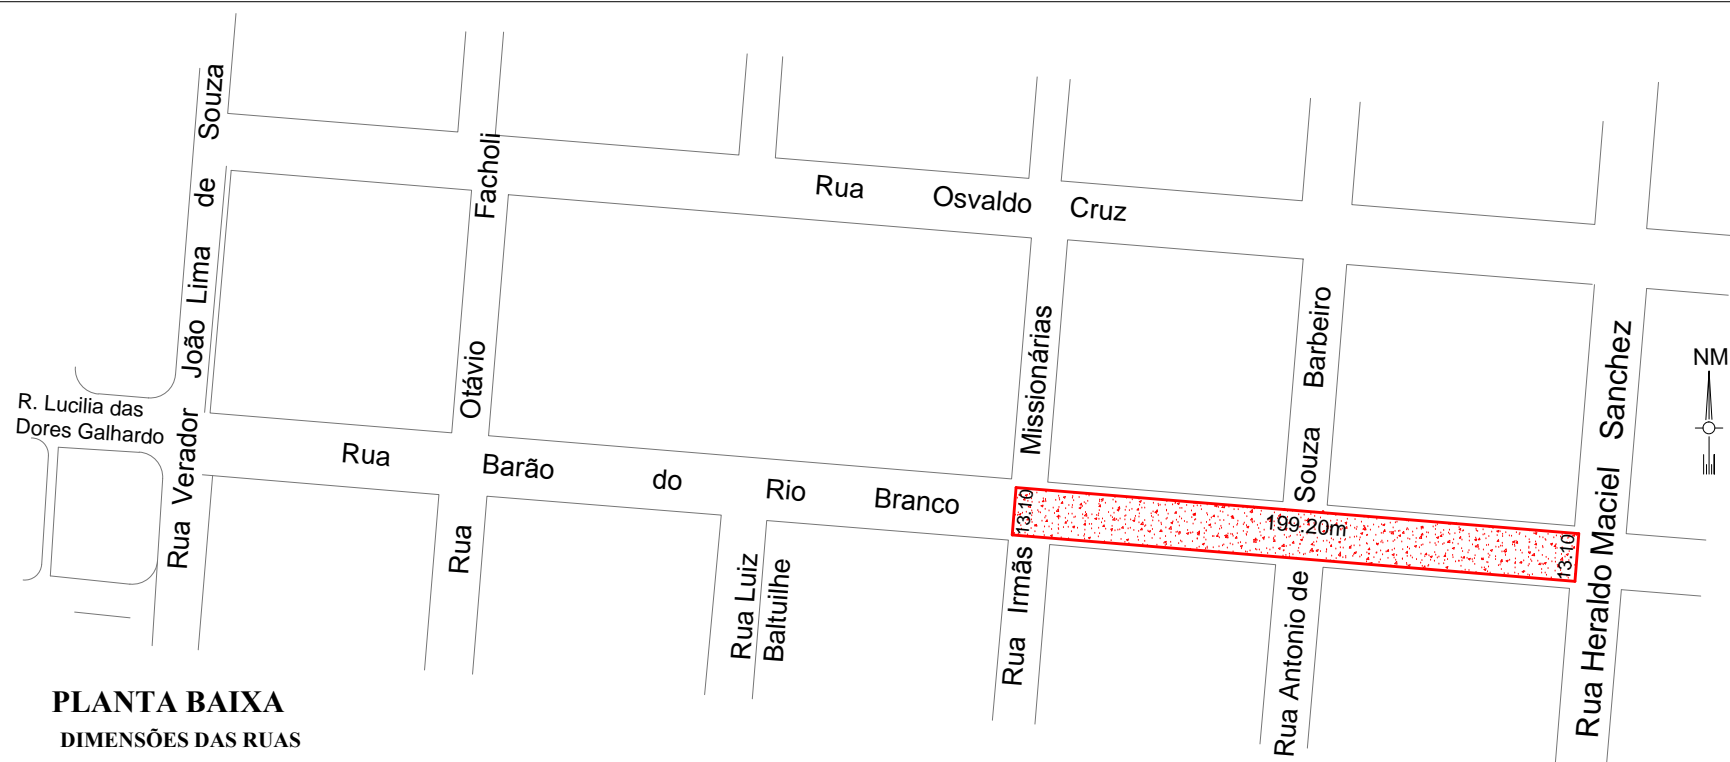 Rua Verador João Lima de Souza
Rua Otávio Facholi
Rua Osvaldo Cruz
R. Lucilia das
Dores Galhardo
Rua Barão do Rio Branco
Rua Luiz
Baltuilhe
Rua Irmãs Missionárias
Rua Antonio de Souza Barbeiro
Rua Heraldo Maciel Sanchez
NM
13.10
199.20m
13.10
PLANTA BAIXA
DIMENSÕES DAS RUAS